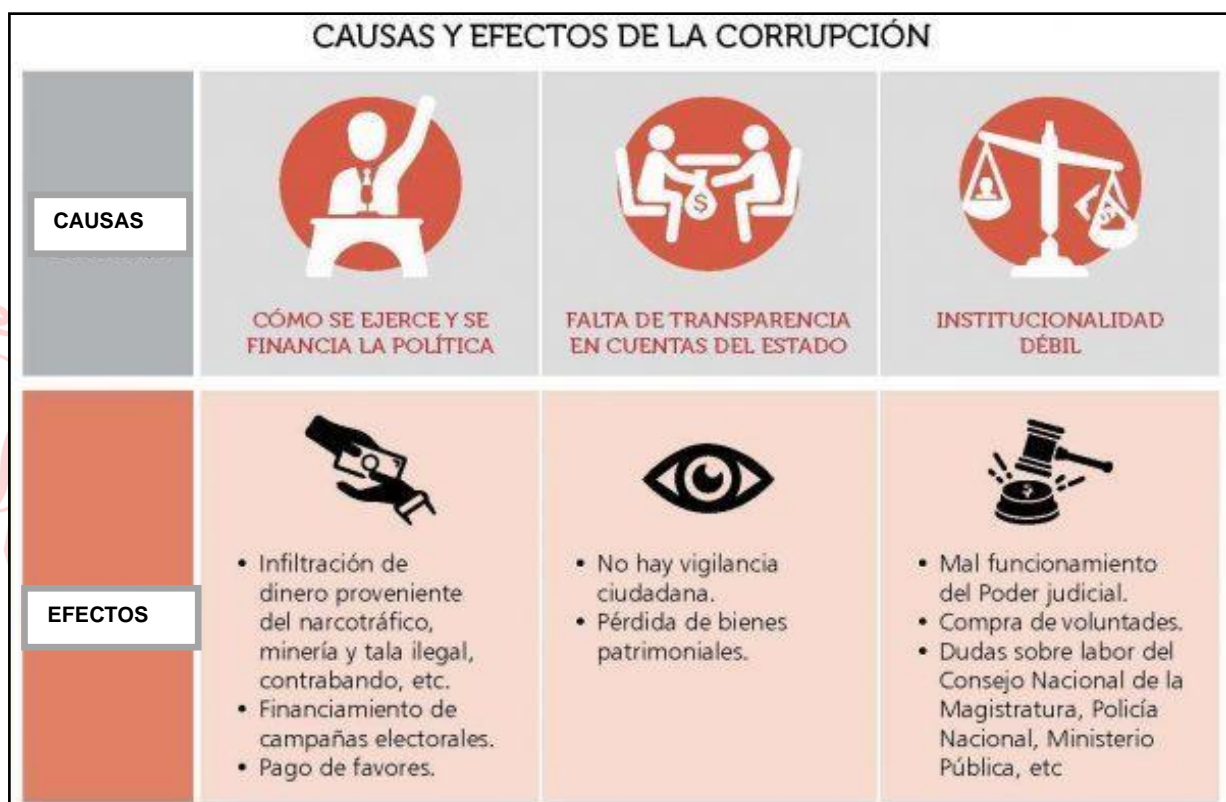 CAUSAS Y EFECTOS DE LA CORRUPCIÓN
CAUSAS
CÓMO SE EJERCE Y SE
FINANCIA LA POLÍTICA
$
FALTA DE TRANSPARENCIA
EN CUENTAS DEL ESTADO
$
INSTITUCIONALIDAD
DÉBIL
EFECTOS
• Infiltración de
dinero proveniente
del narcotráfico,
minería y tala ilegal,
contrabando, etc.
• Financiamiento de
campañas electorales.
• Pago de favores.
• No hay vigilancia
ciudadana.
• Pérdida de bienes
patrimoniales.
• Mal funcionamiento
del Poder judicial.
• Compra de voluntades.
• Dudas sobre labor del
Consejo Nacional de la
Magistratura, Policía
Nacional, Ministerio
Pública, etc